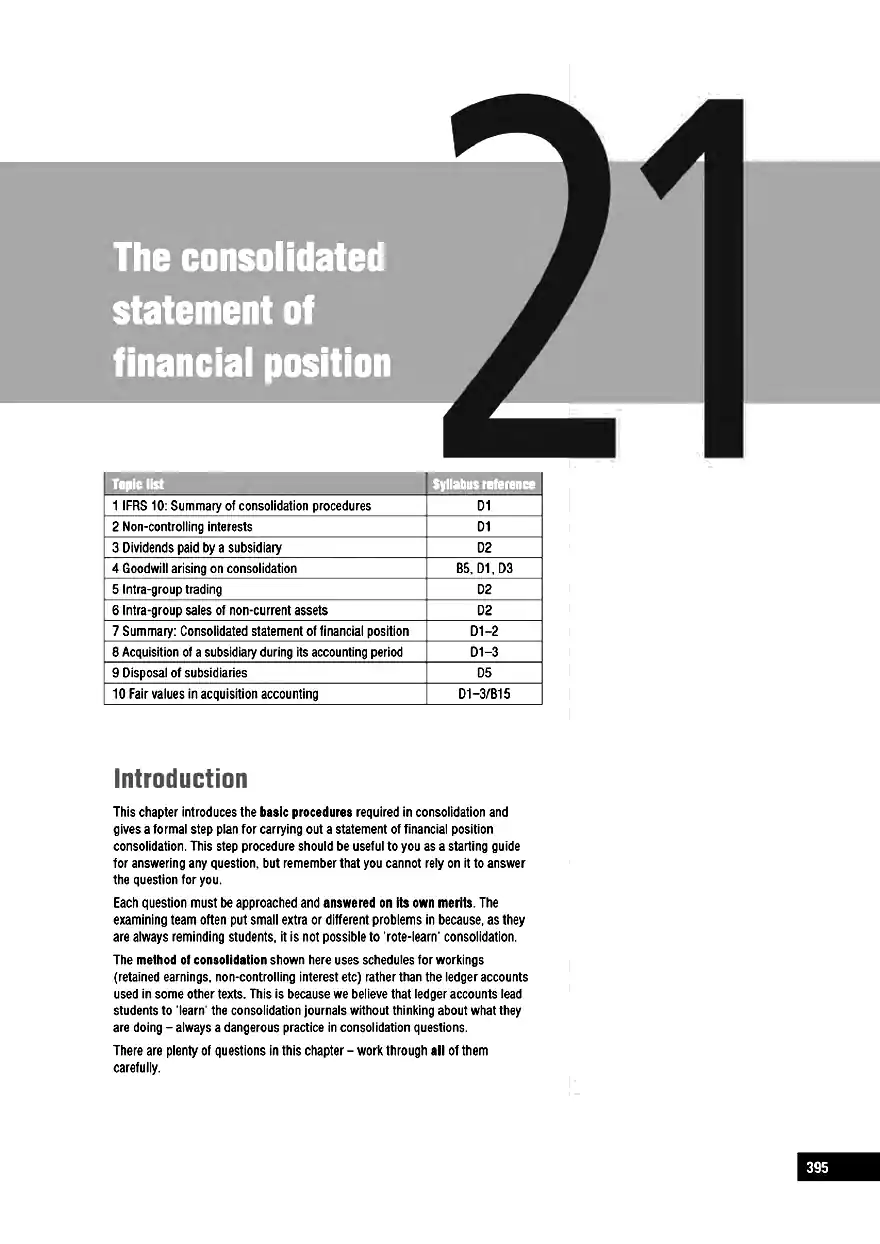 21
The consolidated
statement of
financial position
Topic list Syllabus reference
1 IFRS 10: Summary of consolidation procedures D1
2 Non-controlling interests D1
3 Dividends paid by a subsidiary D2
4 Goodwill arising on consolidation B5, D1, D3
5 Intra-group trading D2
6 Intra-group sales of non-current assets D2
7 Summary: Consolidated statement of financial position D1–2
8 Acquisition of a subsidiary during its accounting period D1–3
9 Disposal of subsidiaries D5
10 Fair values in acquisition accounting D1–3/B15
Introduction
This chapter introduces the basic procedures required in consolidation and
gives a formal step plan for carrying out a statement of financial position
consolidation. This step procedure should be useful to you as a starting guide
for answering any question, but remember that you cannot rely on it to answer
the question for you.
Each question must be approached and answered on its own merits. The
examining team often put small extra or different problems in because, as they
are always reminding students, it is not possible to 'rote-learn' consolidation.
The method of consolidation shown here uses schedules for workings
(retained earnings, non-controlling interest etc) rather than the ledger accounts
used in some other texts. This is because we believe that ledger accounts lead
students to 'learn' the consolidation journals without thinking about what they
are doing – always a dangerous practice in consolidation questions.
There are plenty of questions in this chapter – work through all of them
carefully.
395